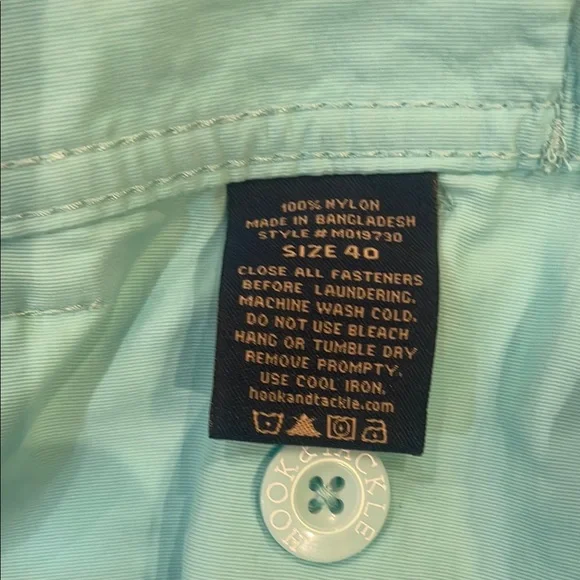 100% NYLON
MADE IN BANGLADESH
STYLE # M019730
SIZE 40
CLOSE ALL FASTENERS
BEFORE LAUNDERING.
MACHINE WASH COLD.
DO NOT USE BLEACH
HANG OR TUMBLE DRY
REMOVE PROMPTY.
USE COOL IRON.
hookandtackle.com
HOOK & TACKLE